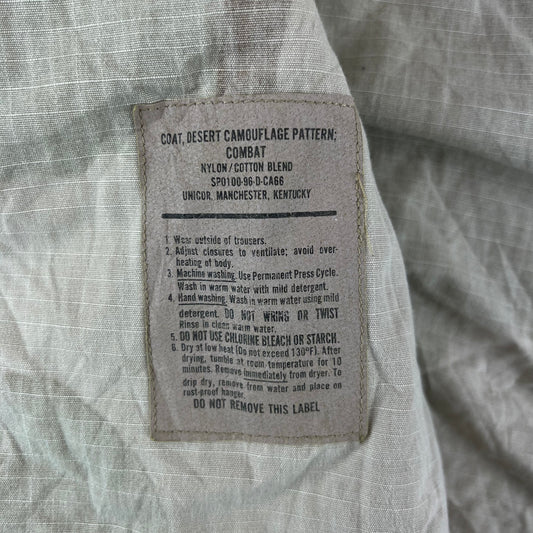 COAT, DESERT CAMOUFLAGE PATTERN;
COMBAT
NYLON/COTTON BLEND
SPO100-96-D-CA66
UNICOR, MANCHESTER, KENTUCKY
1. Wear outside of trousers.
2. Adjust closures to ventilate; avoid over-
heating of body.
3. Machine washing. Use Permanent Press Cycle.
Wash in warm water with mild detergent.
4. Hand washing. Wash in warm water using mild
detergent. DO NOT WRING OR TWIST
Rinse in clean warm water.
5. DO NOT USE CHLORINE BLEACH OR STARCH.
6. Dry at low heat (Do not exceed 130°F). After
drying, tumble at room temperature for 10
minutes. Remove immediately from dryer. To
drip dry, remove from water and place on
rust-proof hanger.
DO NOT REMOVE THIS LABEL